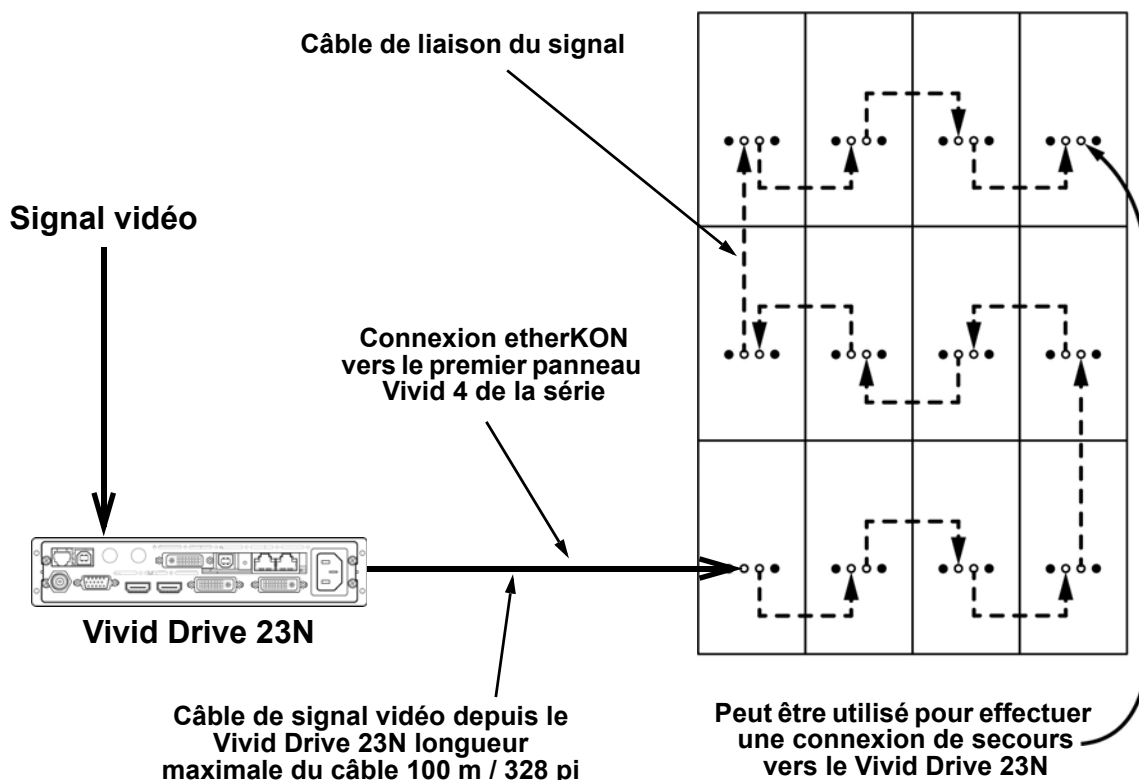 Câble de liaison du signal
Signal vidéo
Connexion etherKON
vers le premier panneau
Vivid 4 de la série
Vivid Drive 23N
Câble de signal vidéo depuis le
Vivid Drive 23N longueur
maximale du câble 100 m / 328 pi
Peut être utilisé pour effectuer
une connexion de secours
vers le Vivid Drive 23N